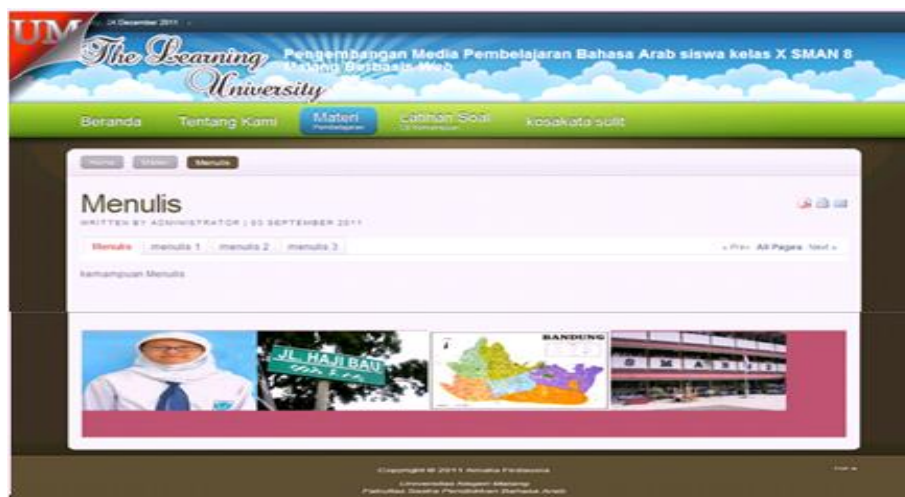 UM
24 December 2011
The Learning University
Pengembangan Media Pembelajaran Bahasa Arab siswa kelas X SMAN 8
Malang Berbasis Web
Beranda Tentang Kami Materi Latihan Soal kosakata sulit
Pembelajaran
Home Materi Menulis
Menulis
WRITTEN BY ADMINISTRATOR | 03 SEPTEMBER 2011
Menulis menulis 1 menulis 2 menulis 3 « Prev All Pages Next »
kemampuan Menulis
JL. HAJI BAU
BANDUNG
Copyright © 2011 Amalia Firdausia
Universitas Negeri Malang
Fakultas Sastra Pendidikan Bahasa Arab